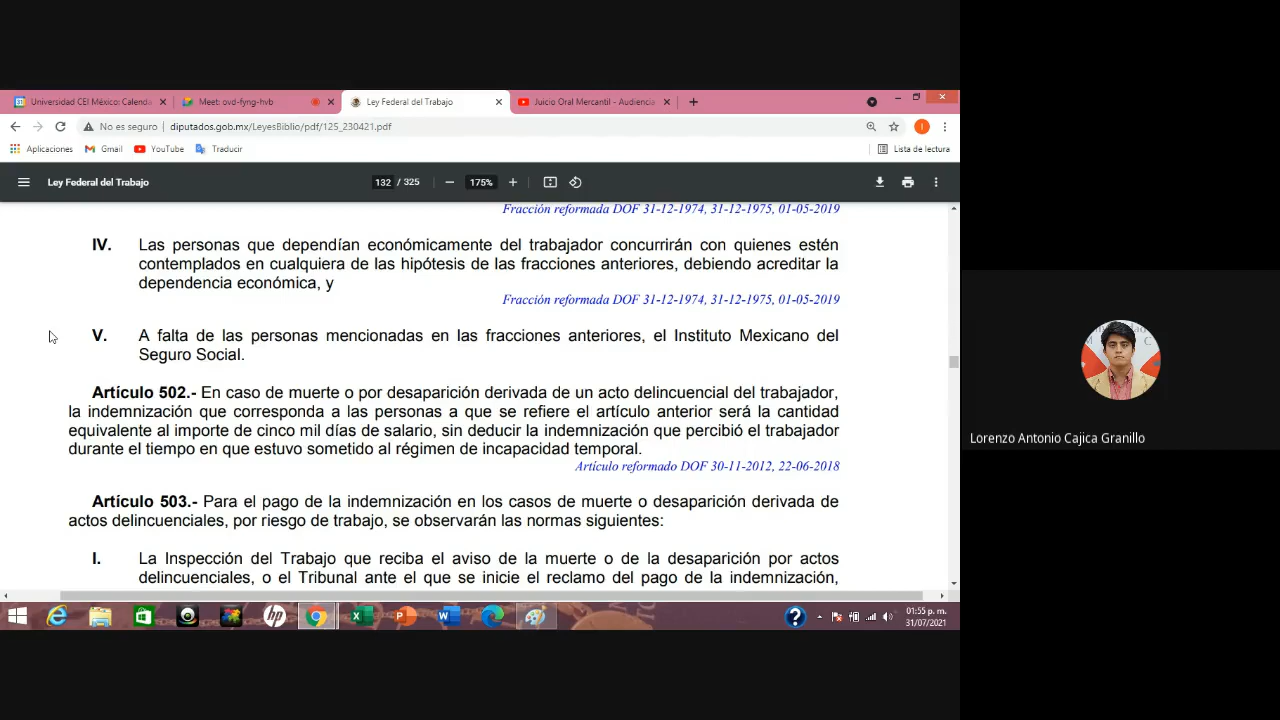 Universidad CEI México: Calenda
Meet: ovd-fyng-hvb
Ley Federal del Trabajo
Juicio Oral Mercantil - Audiencia
No es seguro
deputados.gob.mx/LeyesBiblio/pdf/125_230421.pdf
I
Aplicaciones
Gmail
YouTube
Traducir
Lista de lectura
Ley Federal del Trabajo
132 / 325
175%
Fracción reformada DOF 31-12-1974, 31-12-1975, 01-05-2019
IV. Las personas que dependían económicamente del trabajador concurrirán con quienes estén
contemplados en cualquiera de las hipótesis de las fracciones anteriores, debiendo acreditar la
dependencia económica, y
Fracción reformada DOF 31-12-1974, 31-12-1975, 01-05-2019
V. A falta de las personas mencionadas en las fracciones anteriores, el Instituto Mexicano del
Seguro Social.
Artículo 502.- En caso de muerte o por desaparición derivada de un acto delincuencial del trabajador,
la indemnización que corresponda a las personas a que se refiere el artículo anterior será la cantidad
equivalente al importe de cinco mil días de salario, sin deducir la indemnización que percibió el trabajador
durante el tiempo en que estuvo sometido al régimen de incapacidad temporal.
Artículo reformado DOF 30-11-2012, 22-06-2018
Artículo 503.- Para el pago de la indemnización en los casos de muerte o desaparición derivada de
actos delincuenciales, por riesgo de trabajo, se observarán las normas siguientes:
I. La Inspección del Trabajo que reciba el aviso de la muerte o de la desaparición por actos
delincuenciales, o el Tribunal ante el que se inicie el reclamo del pago de la indemnización,
01:55 p. m.
31/07/2021
Lorenzo Antonio Cajica Granillo